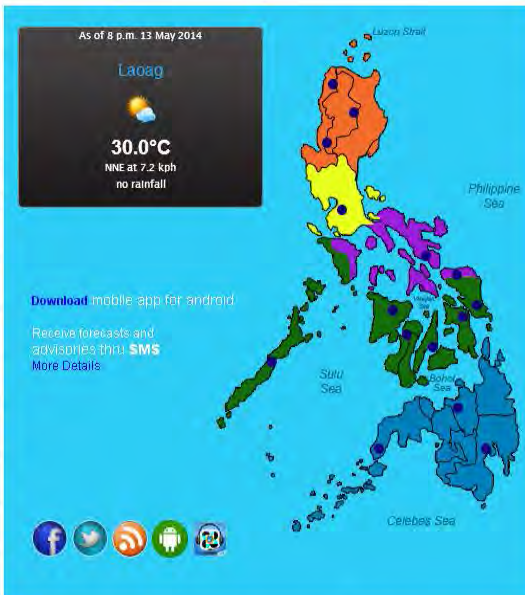 As of 8 p.m. 13 May 2014
Laoag
30.0°C
NNE at 7.2 kph
no rainfall
Luzon Strait
Philippine
Sea
Download mobile app for android
Receive forecasts and
advisories thru SMS
More Details
Visayan
Sea
Sulu
Sea
Bohol
Sea
Celebes Sea